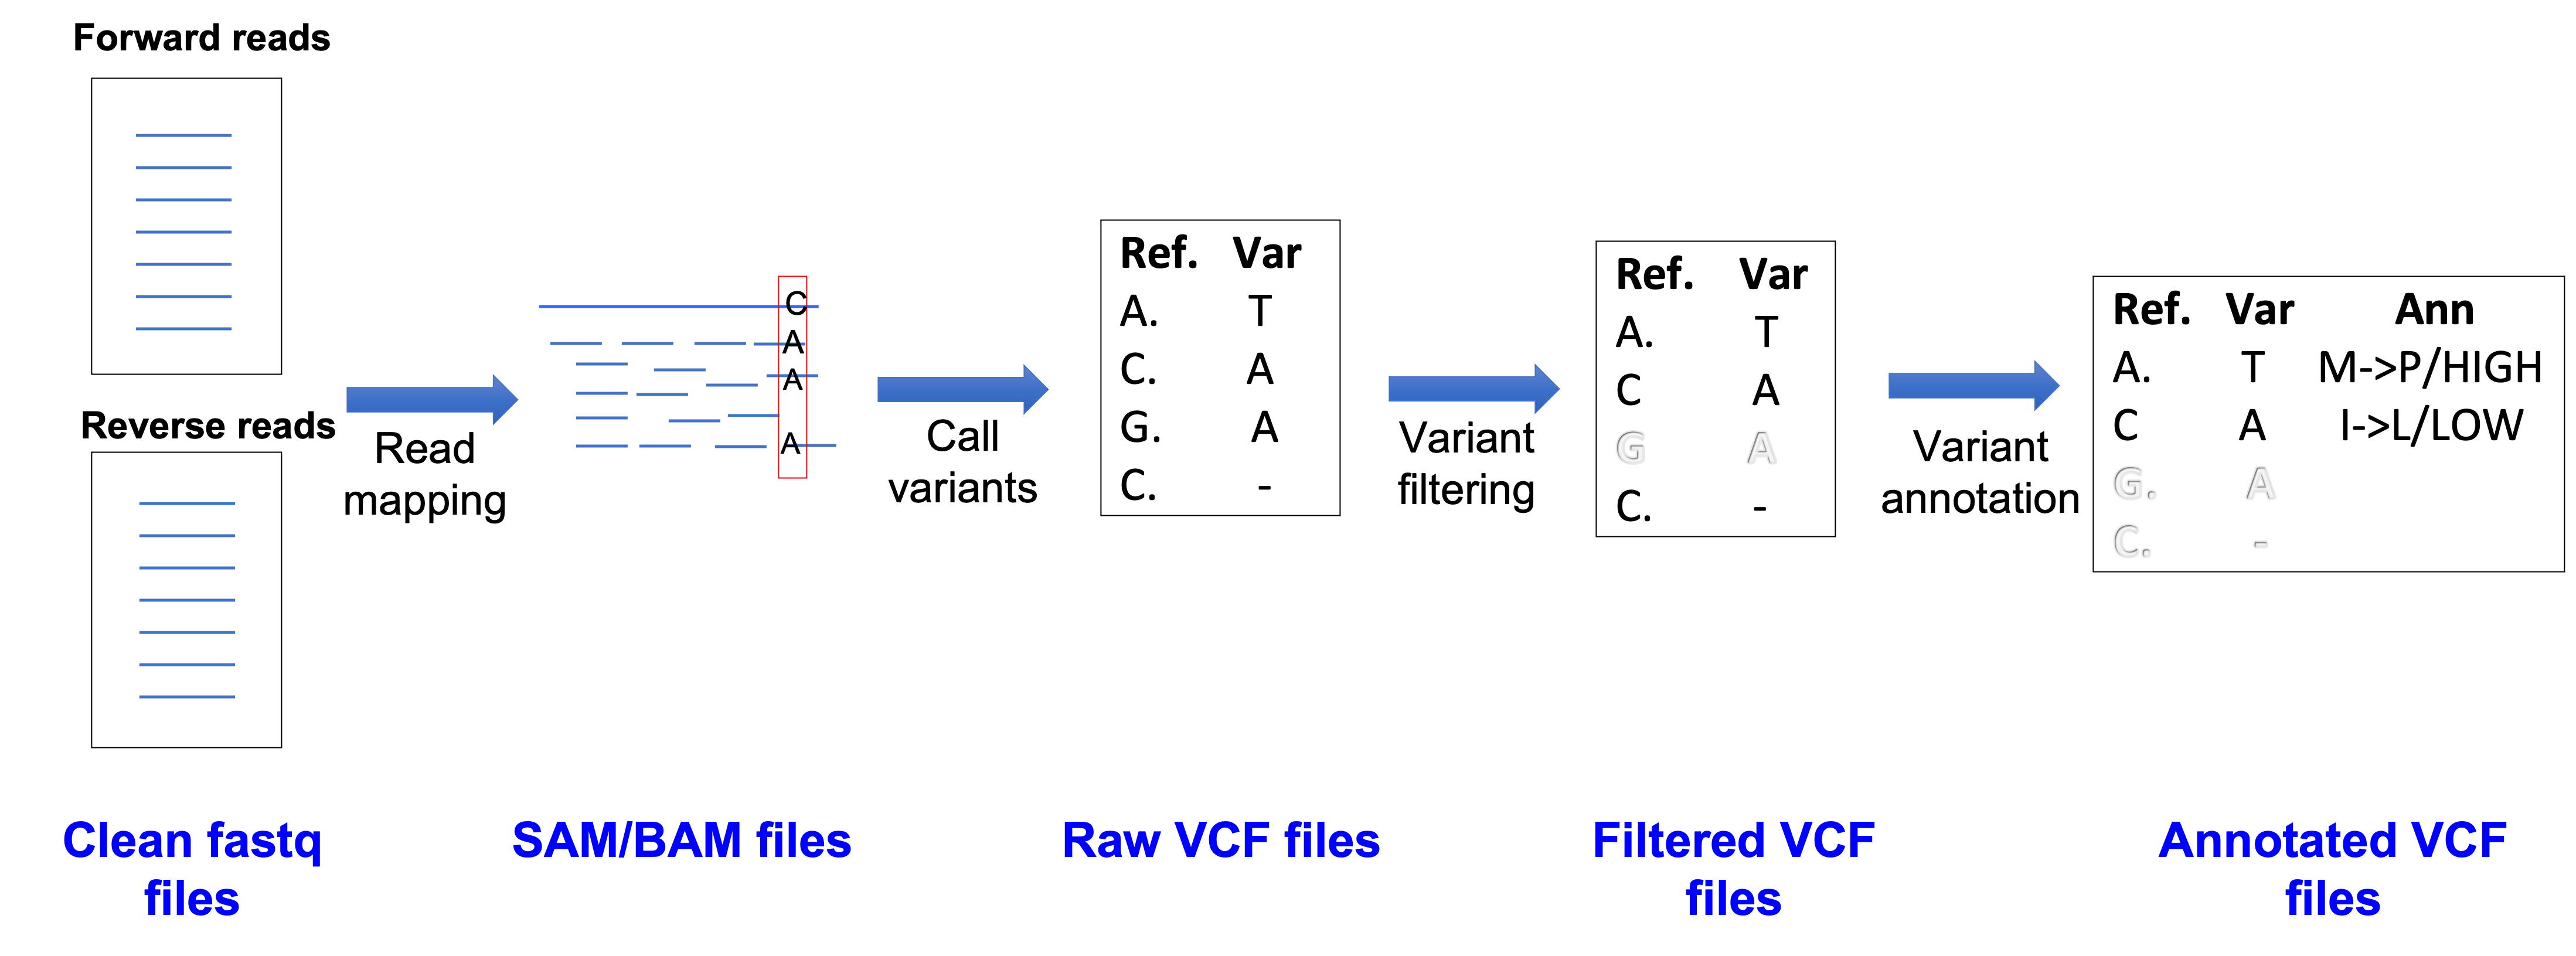 Forward reads
Reverse reads
Read
mapping
C
A
A
A
Call
variants
Ref. Var
A. T
C. A
G. A
C. -
Variant
filtering
Ref. Var
A. T
C A
G A
C. -
Variant
annotation
Ref. Var Ann
A. T M->P/HIGH
C A I->L/LOW
G. A
C. -
Clean fastq
files
SAM/BAM files
Raw VCF files
Filtered VCF
files
Annotated VCF
files